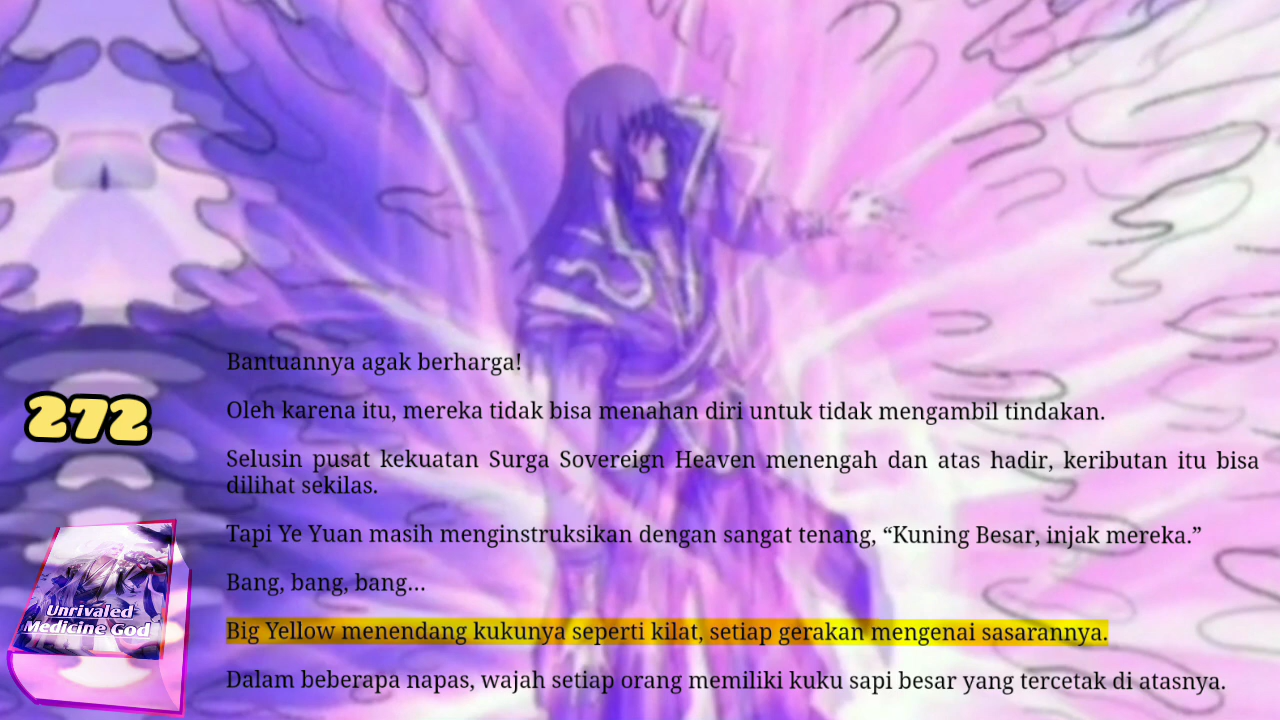 Bantuannya agak berharga!
Oleh karena itu, mereka tidak bisa menahan diri untuk tidak mengambil tindakan.
Selusin pusat kekuatan Surga Sovereign Heaven menengah dan atas hadir, keributan itu bisa
dilihat sekilas.
Tapi Ye Yuan masih menginstruksikan dengan sangat tenang, “Kuning Besar, injak mereka.”
Bang, bang, bang…
Big Yellow menendang kukunya seperti kilat, setiap gerakan mengenai sasarannya.
Dalam beberapa napas, wajah setiap orang memiliki kuku sapi besar yang tercetak di atasnya.
272
Unrivaled
Medicine God